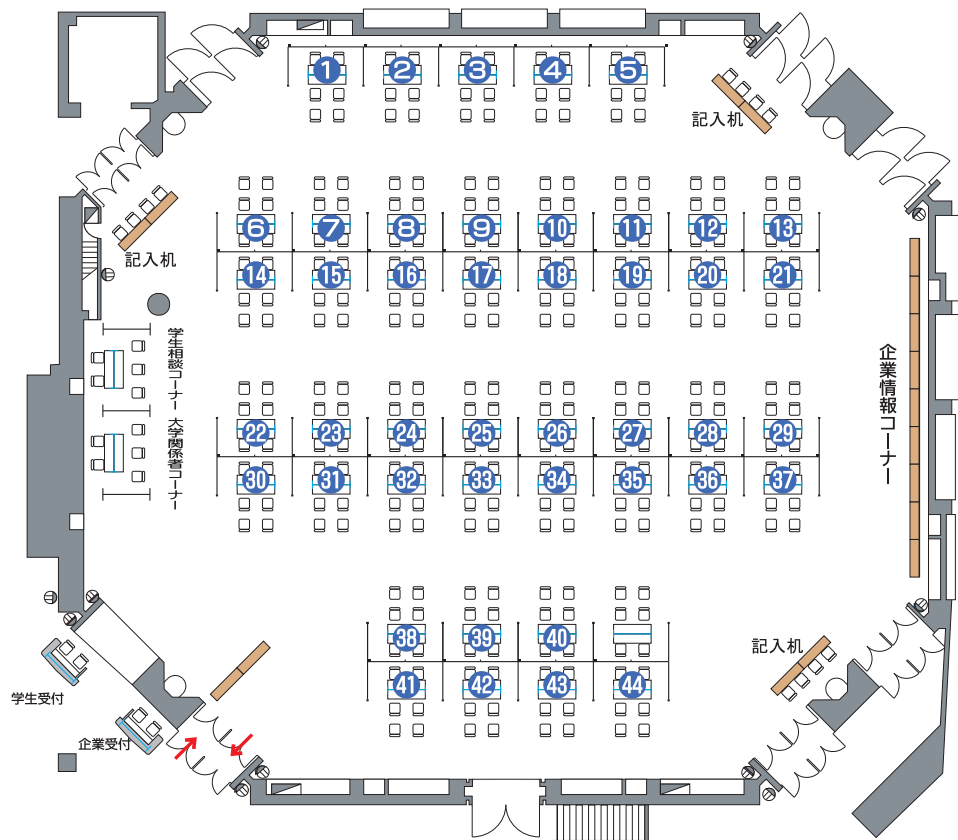 1 2 3 4 5
記入机
記入机
6 7 8 9 10 11 12 13
14 15 16 17 18 19 20 21
学生相談コーナー
大学関係者コーナー
企業情報コーナー
22 23 24 25 26 27 28 29
30 31 32 33 34 35 36 37
38 39 40
記入机
41 42 43 44
学生受付
企業受付